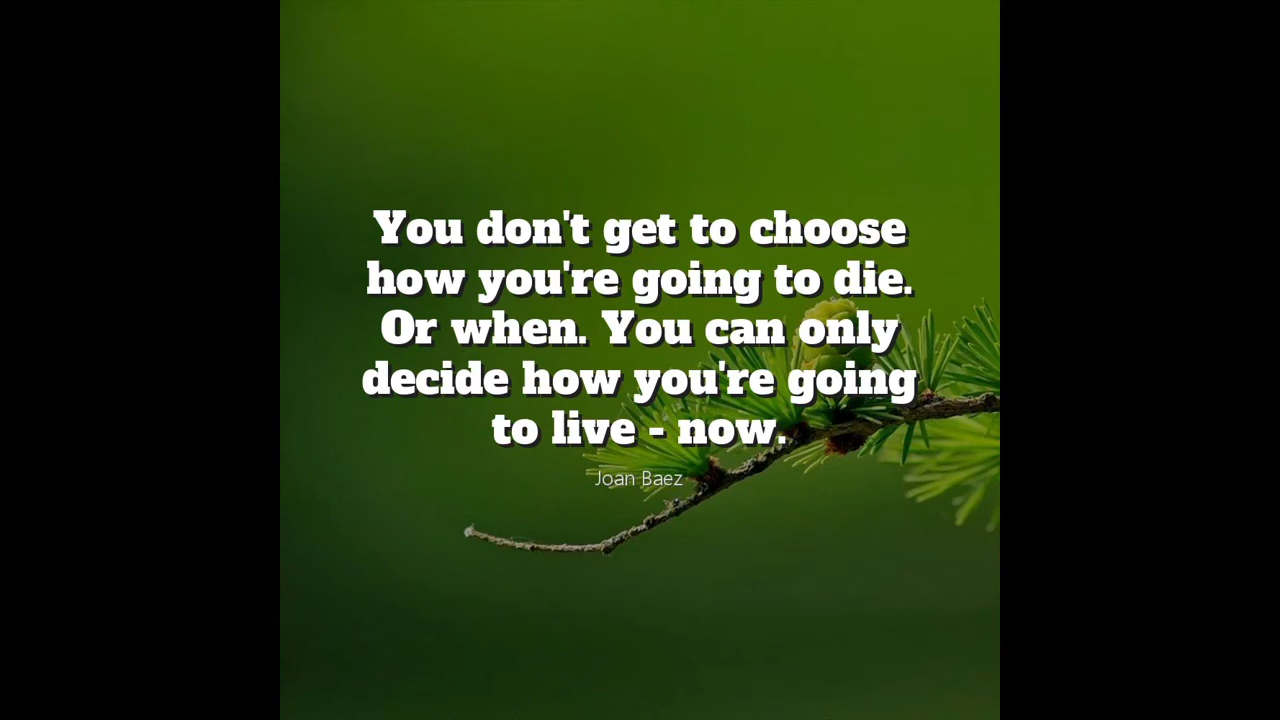 You don't get to choose
how you're going to die.
Or when. You can only
decide how you're going
to live - now.
Joan Baez